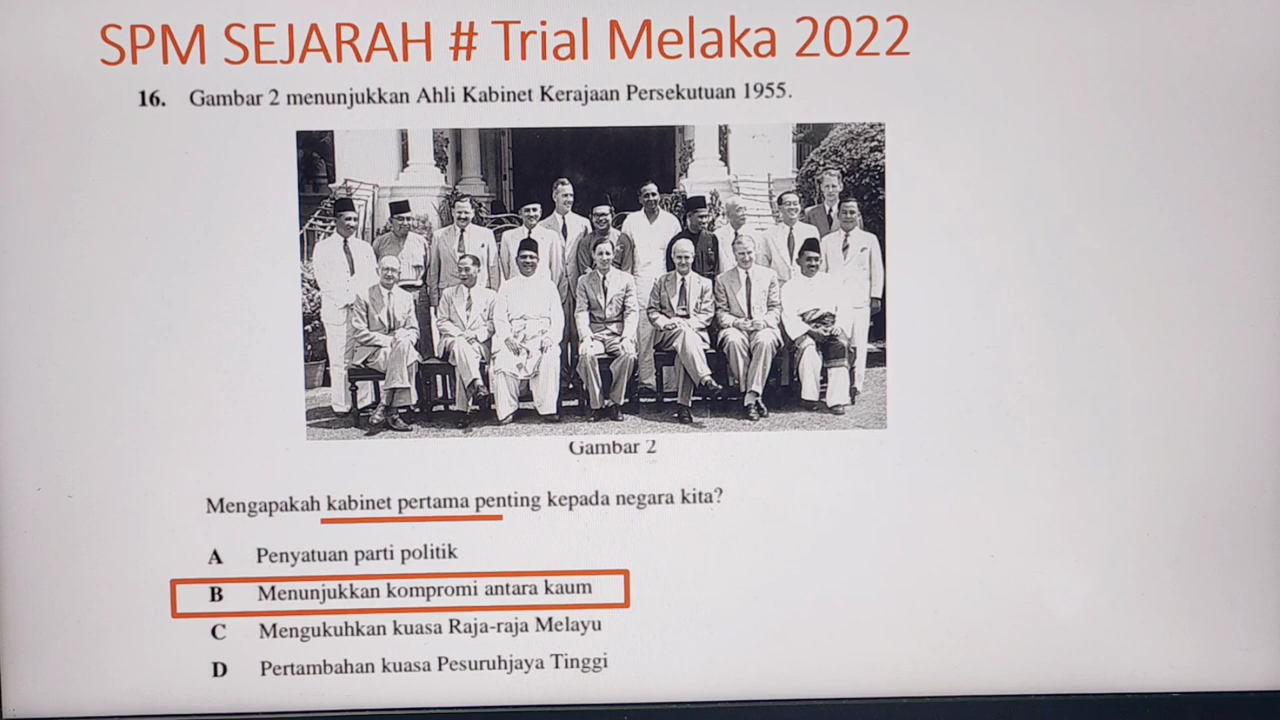 SPM SEJARAH # Trial Melaka 2022
16. Gambar 2 menunjukkan Ahli Kabinet Kerajaan Persekutuan 1955.
Gambar 2
Mengapakah kabinet pertama penting kepada negara kita?
A Penyatuan parti politik
B Menunjukkan kompromi antara kaum
C Mengukuhkan kuasa Raja-raja Melayu
D Pertambahan kuasa Pesuruhjaya Tinggi